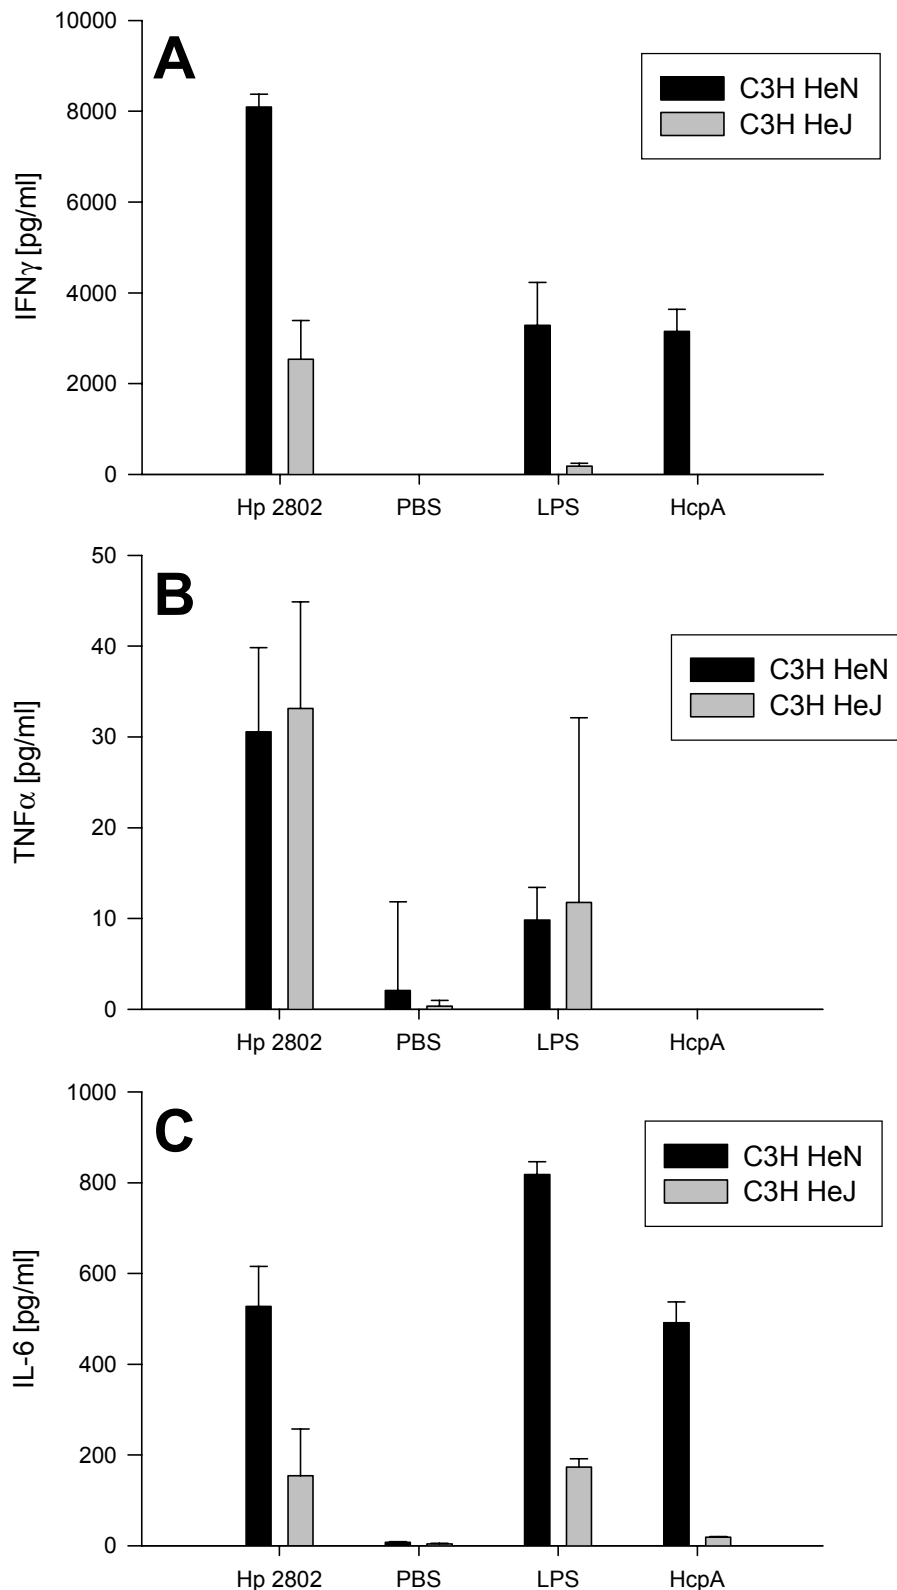 A
10000
8000
6000
4000
2000
0
IFNγ [pg/ml]
C3H HeN
C3H HeJ
Hp 2802 PBS LPS HcpA
B
50
40
30
20
10
0
TNFα [pg/ml]
C3H HeN
C3H HeJ
Hp 2802 PBS LPS HcpA
C
1000
800
600
400
200
0
IL-6 [pg/ml]
C3H HeN
C3H HeJ
Hp 2802 PBS LPS HcpA